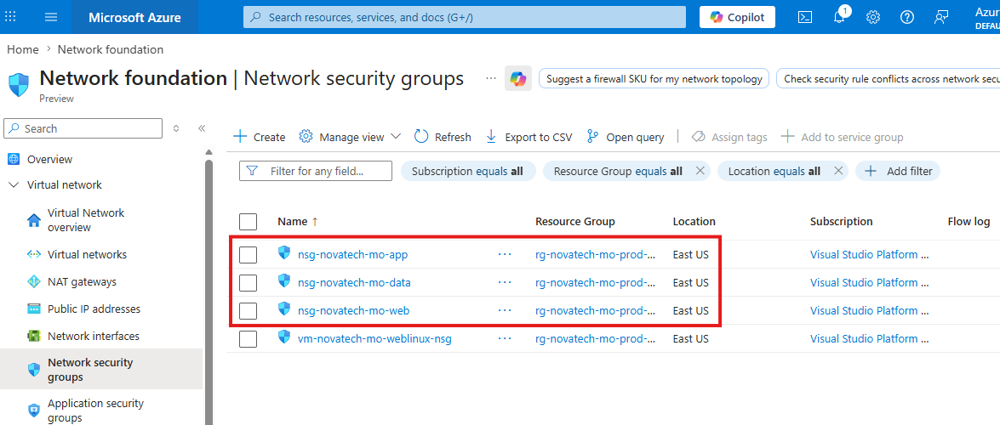 Microsoft Azure
Search resources, services, and docs (G+/)
Copilot
1
Azur
DEFAU
Home > Network foundation
Network foundation | Network security groups
...
Suggest a firewall SKU for my network topology
Check security rule conflicts across network secu
Preview
Search
Overview
Virtual network
Virtual Network
overview
Virtual networks
NAT gateways
Public IP addresses
Network interfaces
Network security
groups
Application security
groups
Create
Manage view
Refresh
Export to CSV
Open query
Assign tags
Add to service group
Filter for any field...
Subscription equals all
Resource Group equals all
Location equals all
Add filter
Name ↑ Resource Group Location Subscription Flow log
nsg-novatech-mo-app ... rg-novatech-mo-prod-... East US Visual Studio Platform ...
nsg-novatech-mo-data ... rg-novatech-mo-prod-... East US Visual Studio Platform ...
nsg-novatech-mo-web ... rg-novatech-mo-prod-... East US Visual Studio Platform ...
vm-novatech-mo-weblinux-nsg ... rg-novatech-mo-prod-... East US Visual Studio Platform ...